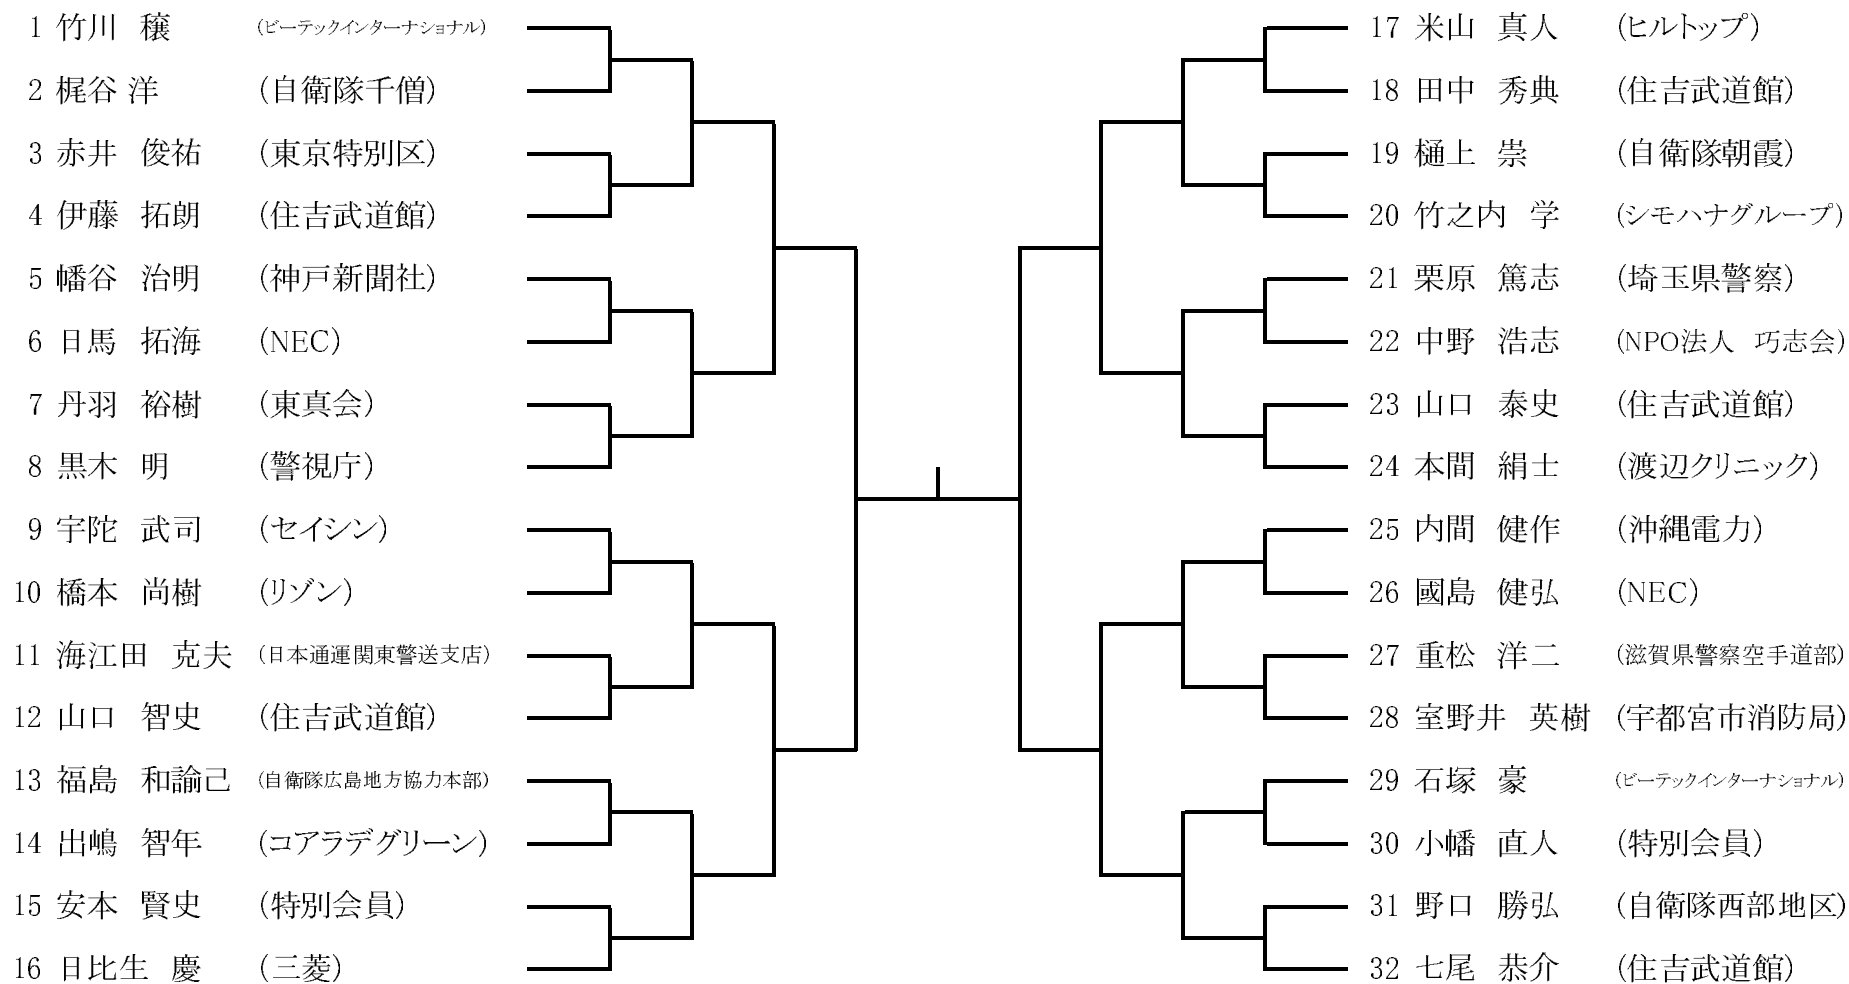 1 竹川 穣 (ビーテックインターナショナル)
2 梶谷 洋 (自衛隊千僧)
3 赤井 俊祐 (東京特別区)
4 伊藤 拓朗 (住吉武道館)
5 幡谷 治明 (神戸新聞社)
6 日馬 拓海 (NEC)
7 丹羽 裕樹 (東真会)
8 黒木 明 (警視庁)
9 宇陀 武司 (セイシン)
10 橋本 尚樹 (リゾン)
11 海江田 克夫 (日本通運関東警送支店)
12 山口 智史 (住吉武道館)
13 福島 和諭己 (自衛隊広島地方協力本部)
14 出嶋 智年 (コアラデグリーン)
15 安本 賢史 (特別会員)
16 日比生 慶 (三菱)
17 米山 真人 (ヒルトップ)
18 田中 秀典 (住吉武道館)
19 樋上 崇 (自衛隊朝霞)
20 竹之内 学 (シモハナグループ)
21 栗原 篤志 (埼玉県警察)
22 中野 浩志 (NPO法人 巧志会)
23 山口 泰史 (住吉武道館)
24 本間 絹士 (渡辺クリニック)
25 内間 健作 (沖縄電力)
26 國島 健弘 (NEC)
27 重松 洋二 (滋賀県警察空手道部)
28 室野井 英樹 (宇都宮市消防局)
29 石塚 豪 (ビーテックインターナショナル)
30 小幡 直人 (特別会員)
31 野口 勝弘 (自衛隊西部地区)
32 七尾 恭介 (住吉武道館)